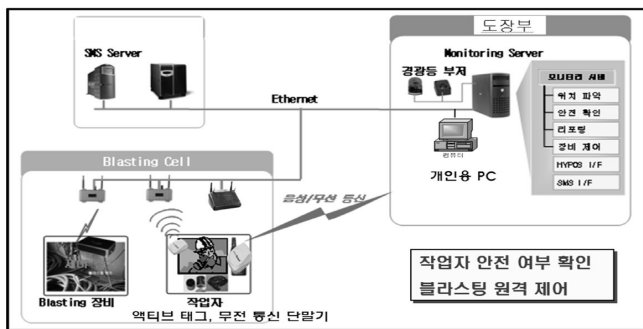 도장부
SMS Server
Monitoring Server
경광등 부저
모니터링 서버
위치 파악
안전 확인
리포팅
장비 제어
HYPOS I/F
SMS I/F
Ethernet
컴퓨터
개인용 PC
Blasting Cell
음성/무선 통신
Blasting 장비
작업자
액티브 태그, 무전 통신 단말기
작업자 안전 여부 확인
블라스팅 원격 제어